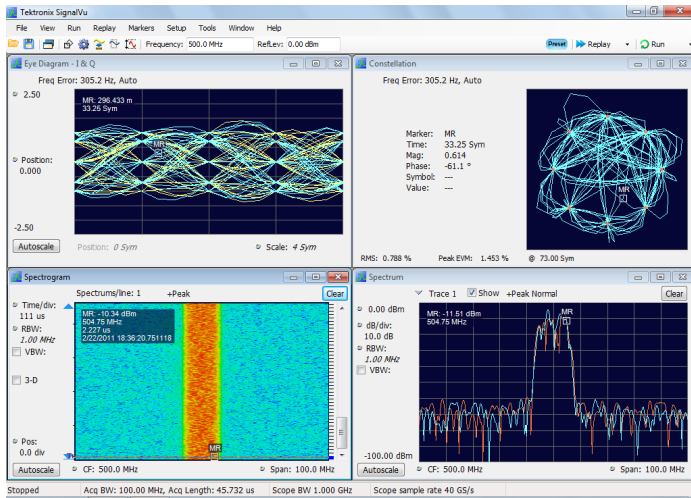 Tektronix SignalVu
File View Run Replay Markers Setup Tools Window Help
Frequency: 500.0 MHz RefLev: 0.00 dBm Preset Replay Run
Eye Diagram - I & Q
Freq Error: 305.2 Hz, Auto
2.50
MR: 296.433 m
33.25 Sym
MR
Position:
0.000
-2.50
Autoscale Position: 0 Sym Scale: 4 Sym
Constellation
Freq Error: 305.2 Hz, Auto
Marker: MR
Time: 33.25 Sym
Mag: 0.614
Phase: -61.1 °
Symbol: ---
Value: ---
MR
RMS: 0.788 % Peak EVM: 1.453 % @ 73.00 Sym
Spectrogram
Spectrums/line: 1 +Peak Clear
Time/div:
111 us
RBW:
1.00 MHz
VBW:
3-D
Pos:
0.0 div
MR: -10.34 dBm
504.75 MHz
2.227 us
2/22/2011 18:36:20.751118
MR
Autoscale CF: 500.0 MHz Span: 100.0 MHz
Spectrum
Trace 1 Show +Peak Normal Clear
0.00 dBm
dB/div:
10.0 dB
RBW:
1.00 MHz
VBW:
MR: -11.51 dBm
504.75 MHz
MR
-100.00 dBm
Autoscale CF: 500.0 MHz Span: 100.0 MHz
Stopped Acq BW: 100.00 MHz, Acq Length: 45.732 us Scope BW 1.000 GHz Scope sample rate 40 GS/s